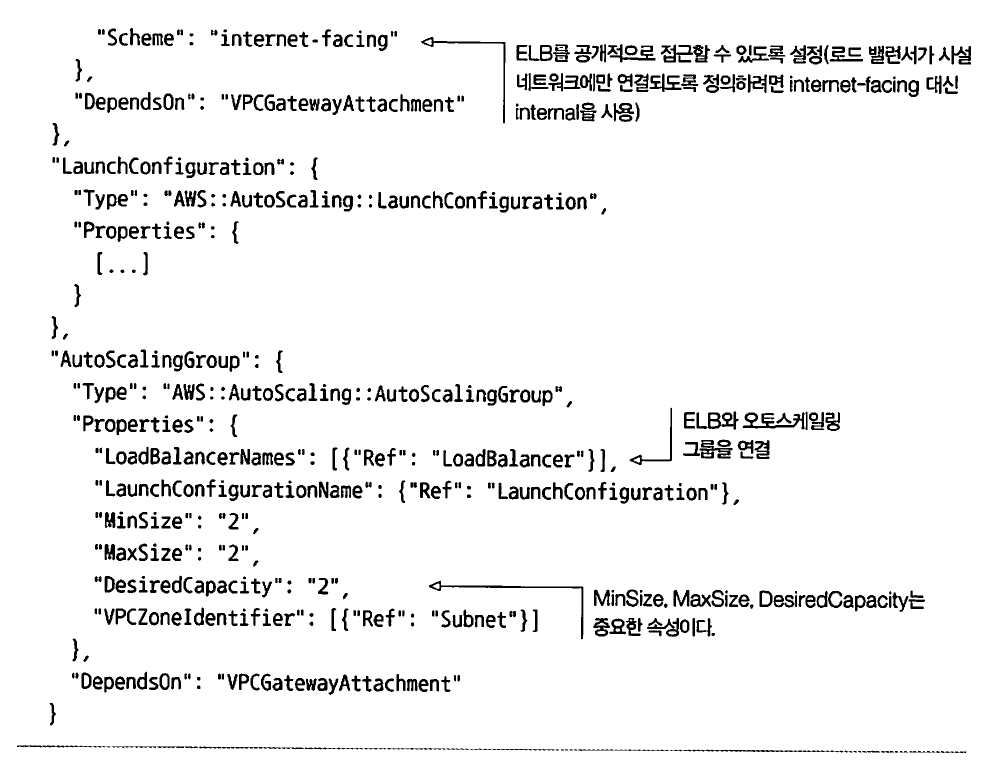 "Scheme": "internet-facing"
ELB를 공개적으로 접근할 수 있도록 설정(로드 밸런서가 사설
네트워크에만 연결되도록 정의하려면 internet-facing 대신
internal을 사용)
},
"DependsOn": "VPCGatewayAttachment"
},
"LaunchConfiguration": {
"Type": "AWS::AutoScaling::LaunchConfiguration",
"Properties": {
[...]
}
},
"AutoScalingGroup": {
"Type": "AWS::AutoScaling::AutoScalingGroup",
"Properties": {
"LoadBalancerNames": [{"Ref": "LoadBalancer"}],
ELB와 오토스케일링
그룹을 연결
"LaunchConfigurationName": {"Ref": "LaunchConfiguration"},
"MinSize": "2",
"MaxSize": "2",
"DesiredCapacity": "2",
"VPCZoneIdentifier": [{"Ref": "Subnet"}]
MinSize, MaxSize, DesiredCapacity는
중요한 속성이다.
},
"DependsOn": "VPCGatewayAttachment"
}